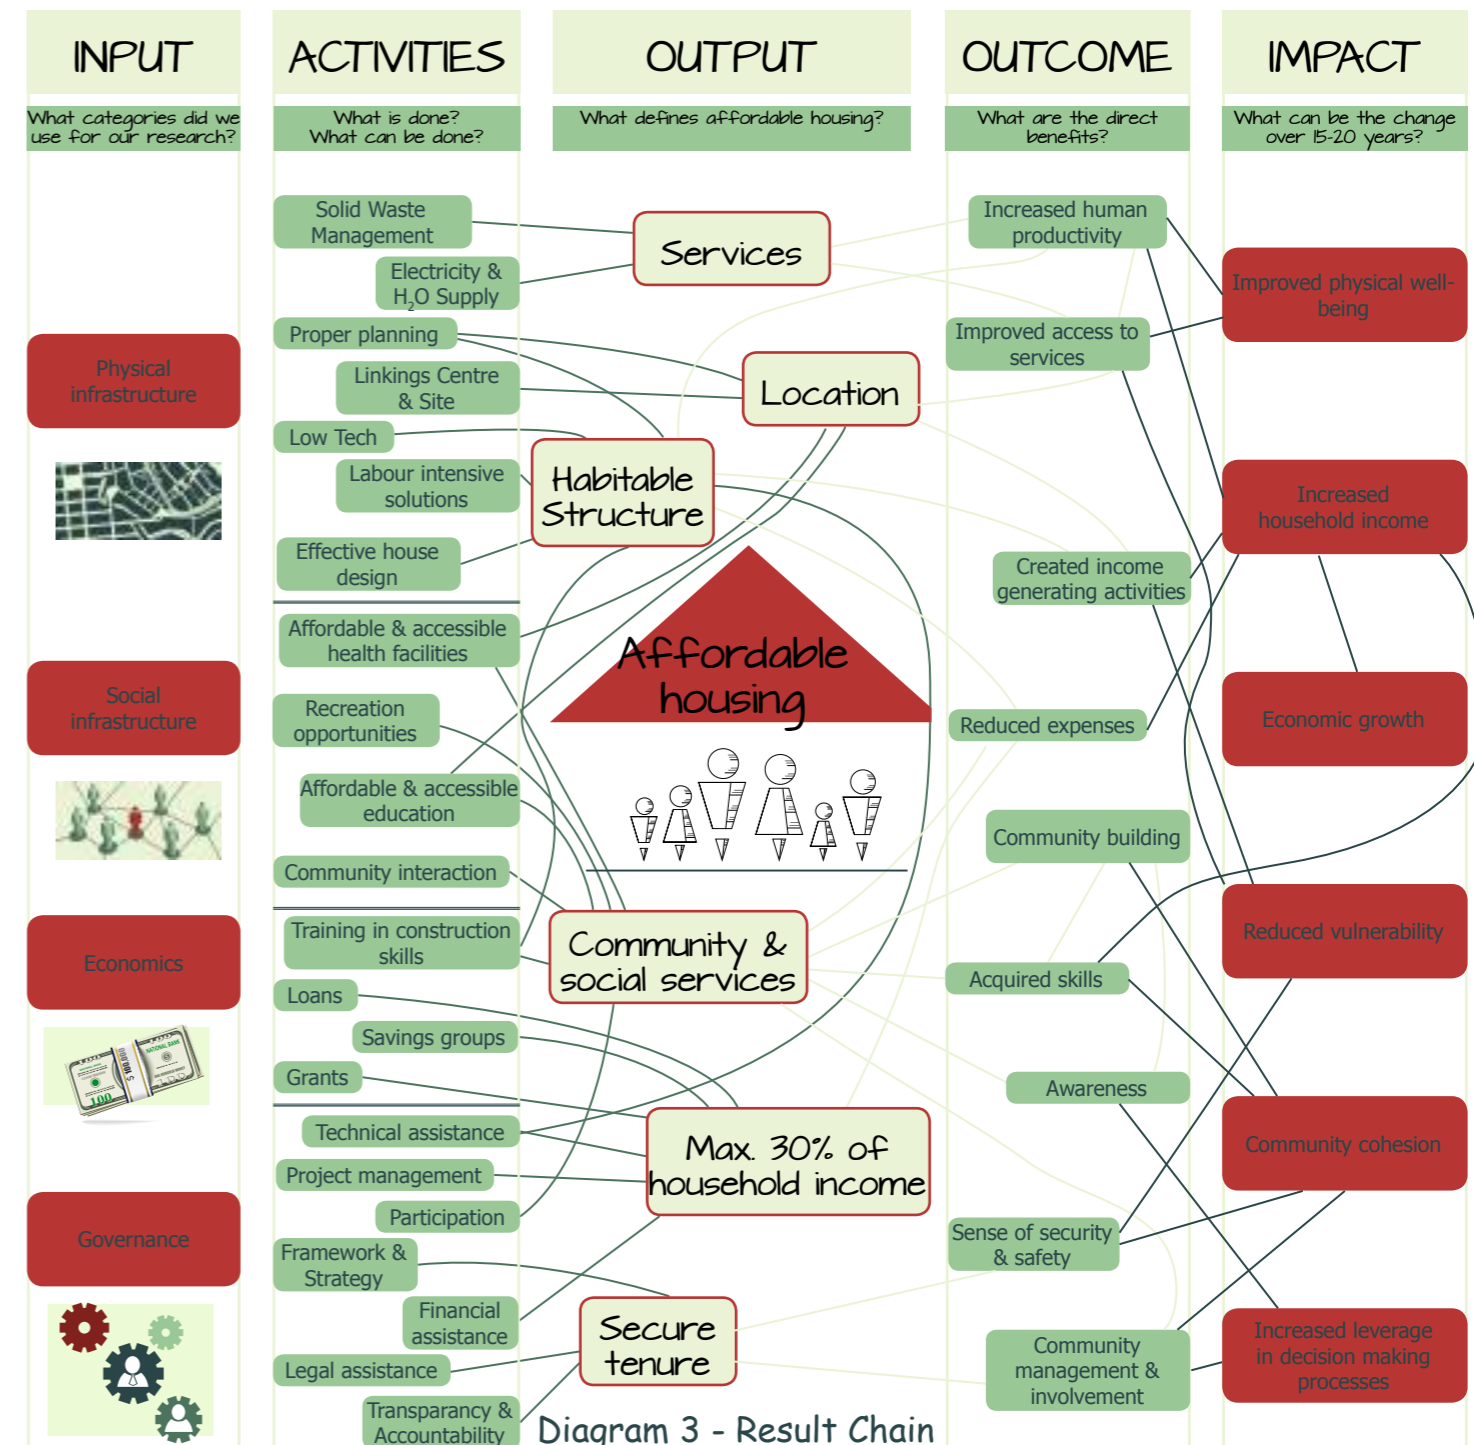 INPUT
What categories did we
use for our research?
Physical
infrastructure
Social
infrastructure
Economics
Governance
ACTIVITIES
What is done?
What can be done?
Solid Waste
Management
Electricity &
H2O Supply
Proper planning
Linkings Centre
& Site
Low Tech
Labour intensive
solutions
Effective house
design
Affordable & accessible
health facilities
Recreation
opportunities
Affordable & accessible
education
Community interaction
Training in construction
skills
Loans
Savings groups
Grants
Technical assistance
Project management
Participation
Framework &
Strategy
Financial
assistance
Legal assistance
Transparancy &
Accountability
OUTPUT
What defines affordable housing?
Services
Location
Habitable
Structure
Affordable
housing
Community &
social services
Max. 30% of
household income
Secure
tenure
Diagram 3 - Result Chain
OUTCOME
What are the direct
benefits?
Increased human
productivity
Improved access to
services
Created income
generating activities
Reduced expenses
Community building
Acquired skills
Awareness
Sense of security
& safety
Community
management &
involvement
IMPACT
What can be the change
over 15-20 years?
Improved physical well-
being
Increased
household income
Economic growth
Reduced vulnerability
Community cohesion
Increased leverage
in decision making
processes
NATIONAL BANK
100